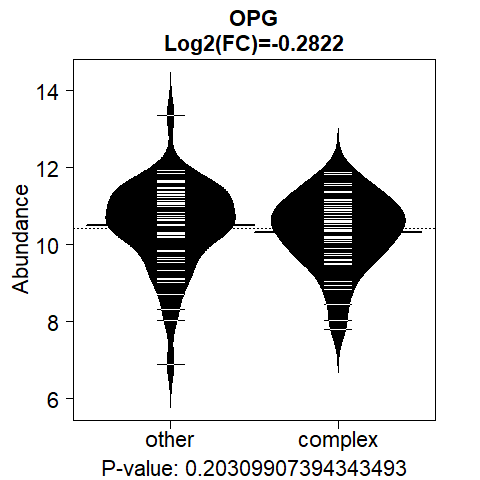 OPG
Log2(FC)=-0.2822
Abundance
14
12
10
8
6
other complex
P-value: 0.20309907394343493